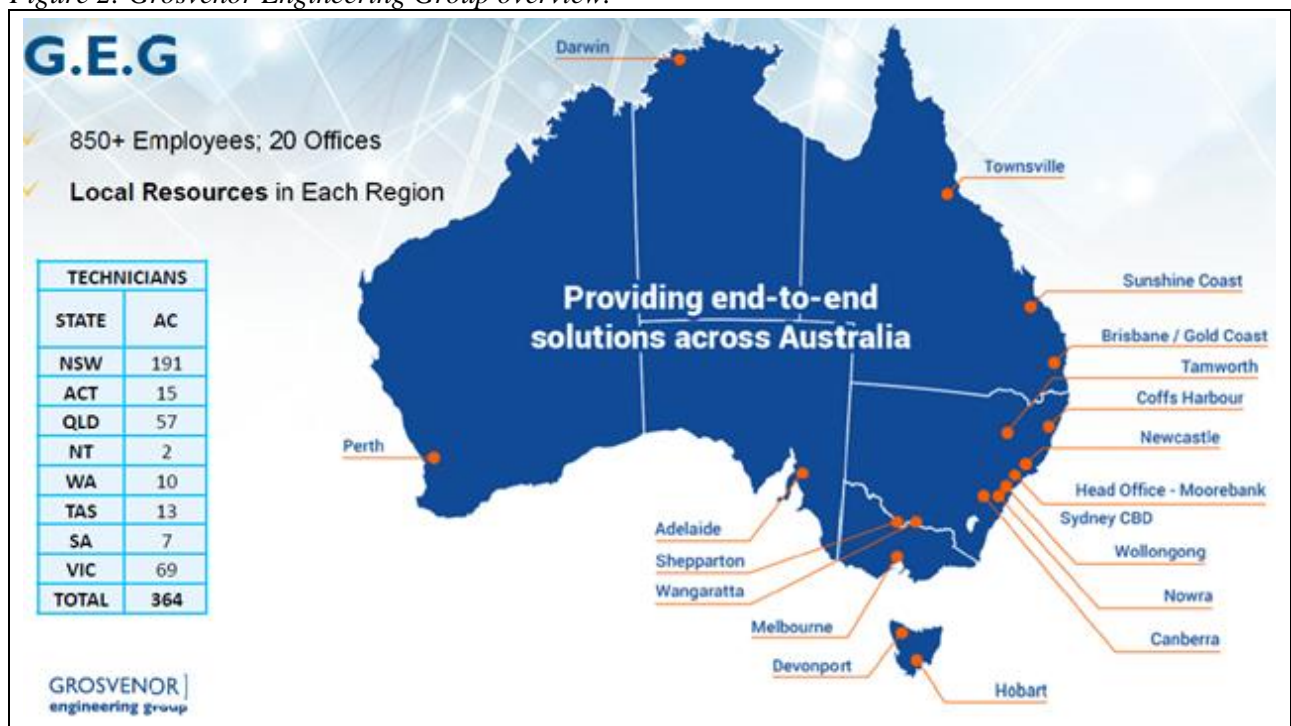 Figure 2: Grosvenor Engineering Group overview.
G.E.G
850+ Employees; 20 Offices
Local Resources in Each Region
TECHNICIANS
STATE AC
NSW 191
ACT 15
QLD 57
NT 2
WA 10
TAS 13
SA 7
VIC 69
TOTAL 364
GROSVENOR
engineering group
Providing end-to-end
solutions across Australia
Darwin
Townsville
Sunshine Coast
Brisbane / Gold Coast
Tamworth
Coffs Harbour
Newcastle
Head Office - Moorebank
Sydney CBD
Wollongong
Nowra
Canberra
Perth
Adelaide
Shepparton
Wangaratta
Melbourne
Devonport
Hobart